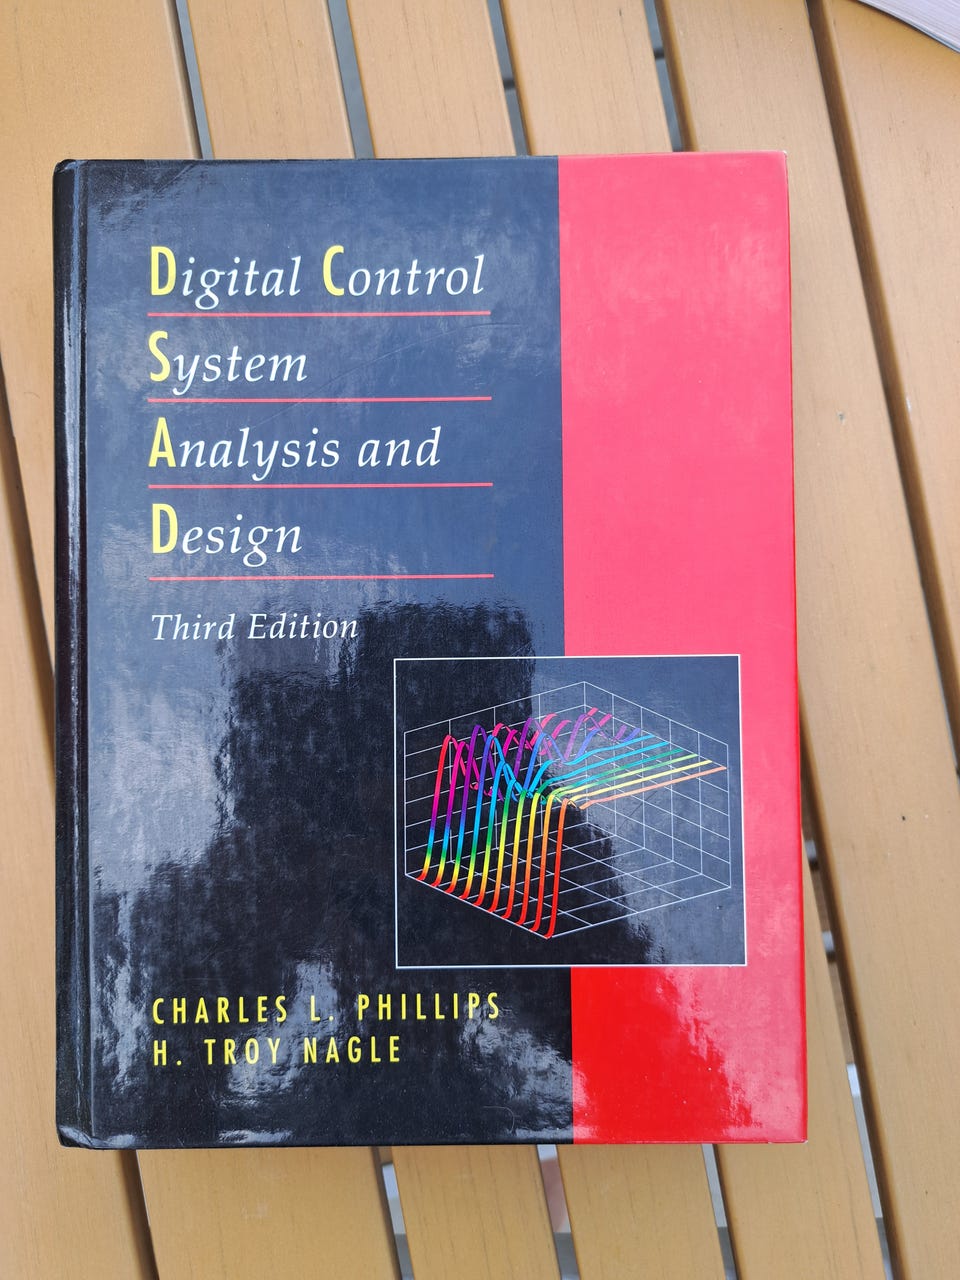 Digital Control
System
Analysis and
Design
Third Edition
CHARLES L. PHILLIPS
H. TROY NAGLE